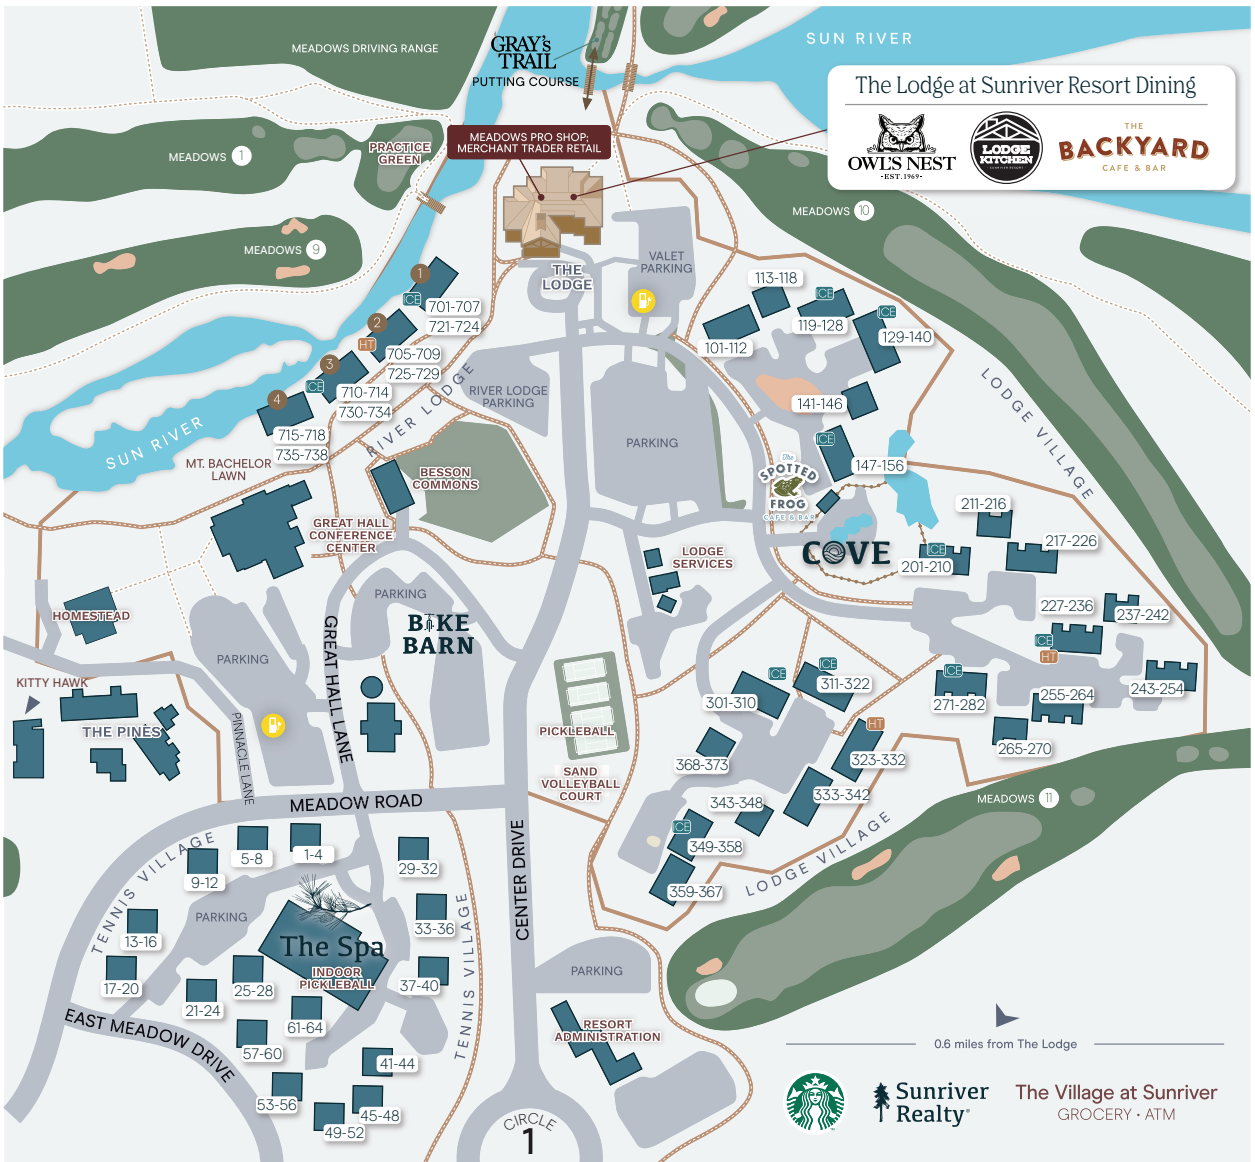 MEADOWS DRIVING RANGE
GRAY'S
TRAIL
PUTTING COURSE
SUN RIVER
The Lodge at Sunriver Resort Dining
OWL'S NEST
·EST.1969·
LODGE
KITCHEN
SUNRIVER RESORT
THE
BACKYARD
CAFE & BAR
MEADOWS PRO SHOP;
MERCHANT TRADER RETAIL
PRACTICE
GREEN
MEADOWS 1
MEADOWS 10
MEADOWS 9
THE
LODGE
VALET
PARKING
1
ICE
701-707
721-724
2
HT
705-709
725-729
3
ICE
710-714
730-734
4
715-718
735-738
113-118
ICE
119-128
ICE
129-140
101-112
141-146
ICE
147-156
LODGE VILLAGE
RIVER LODGE
PARKING
RIVER LODGE
SUN RIVER
MT. BACHELOR
LAWN
PARKING
BESSON
COMMONS
The
SPOTTED
FROG
CAFE & BAR
COVE
GREAT HALL
CONFERENCE
CENTER
LODGE
SERVICES
211-216
217-226
ICE
201-210
227-236
237-242
ICE
HT
243-254
255-264
ICE
271-282
265-270
HOMESTEAD
PARKING
BIKE
BARN
GREAT HALL LANE
PARKING
KITTY HAWK
THE PINES
PINNACLE LANE
PICKLEBALL
SAND
VOLLEYBALL
COURT
ICE
301-310
ICE
311-322
HT
323-332
368-373
333-342
343-348
ICE
349-358
359-367
LODGE VILLAGE
MEADOWS 11
MEADOW ROAD
CENTER DRIVE
TENNIS VILLAGE
1-4
5-8
9-12
29-32
33-36
PARKING
13-16
17-20
The Spa
INDOOR
PICKLEBALL
21-24
25-28
37-40
61-64
57-60
41-44
53-56
45-48
49-52
TENNIS VILLAGE
EAST MEADOW DRIVE
PARKING
RESORT
ADMINISTRATION
CIRCLE
1
0.6 miles from The Lodge
Sunriver
Realty®
The Village at Sunriver
GROCERY · ATM